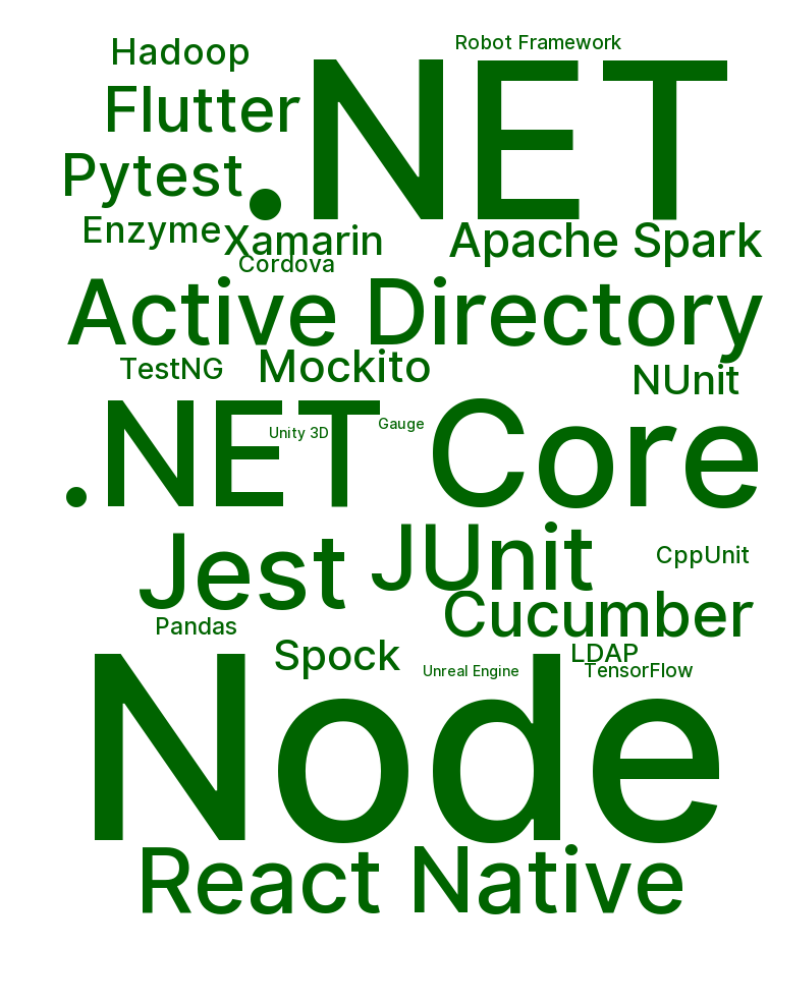 Robot Framework
Hadoop
.NET
Flutter
Pytest
Enzyme
Xamarin
Apache Spark
Cordova
Active Directory
TestNG
Mockito
NUnit
.NET Core
Unity 3D
Gauge
Jest
JUnit
CppUnit
Cucumber
Pandas
Spock
LDAP
Unreal Engine
TensorFlow
Node
React Native